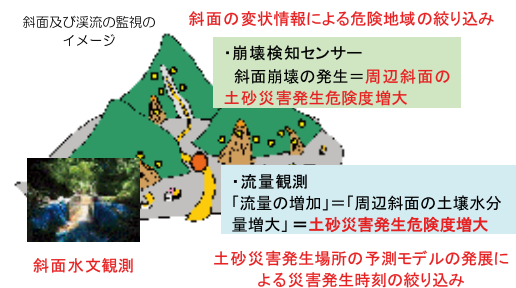 斜面及び渓流の監視の
イメージ
斜面の変状情報による危険地域の絞り込み
・崩壊検知センサー
斜面崩壊の発生＝周辺斜面の
土砂災害発生危険度増大
・流量観測
「流量の増加」＝「周辺斜面の土壌水分
量増大」＝土砂災害発生危険度増大
斜面水文観測
土砂災害発生場所の予測モデルの発展に
よる災害発生時刻の絞り込み